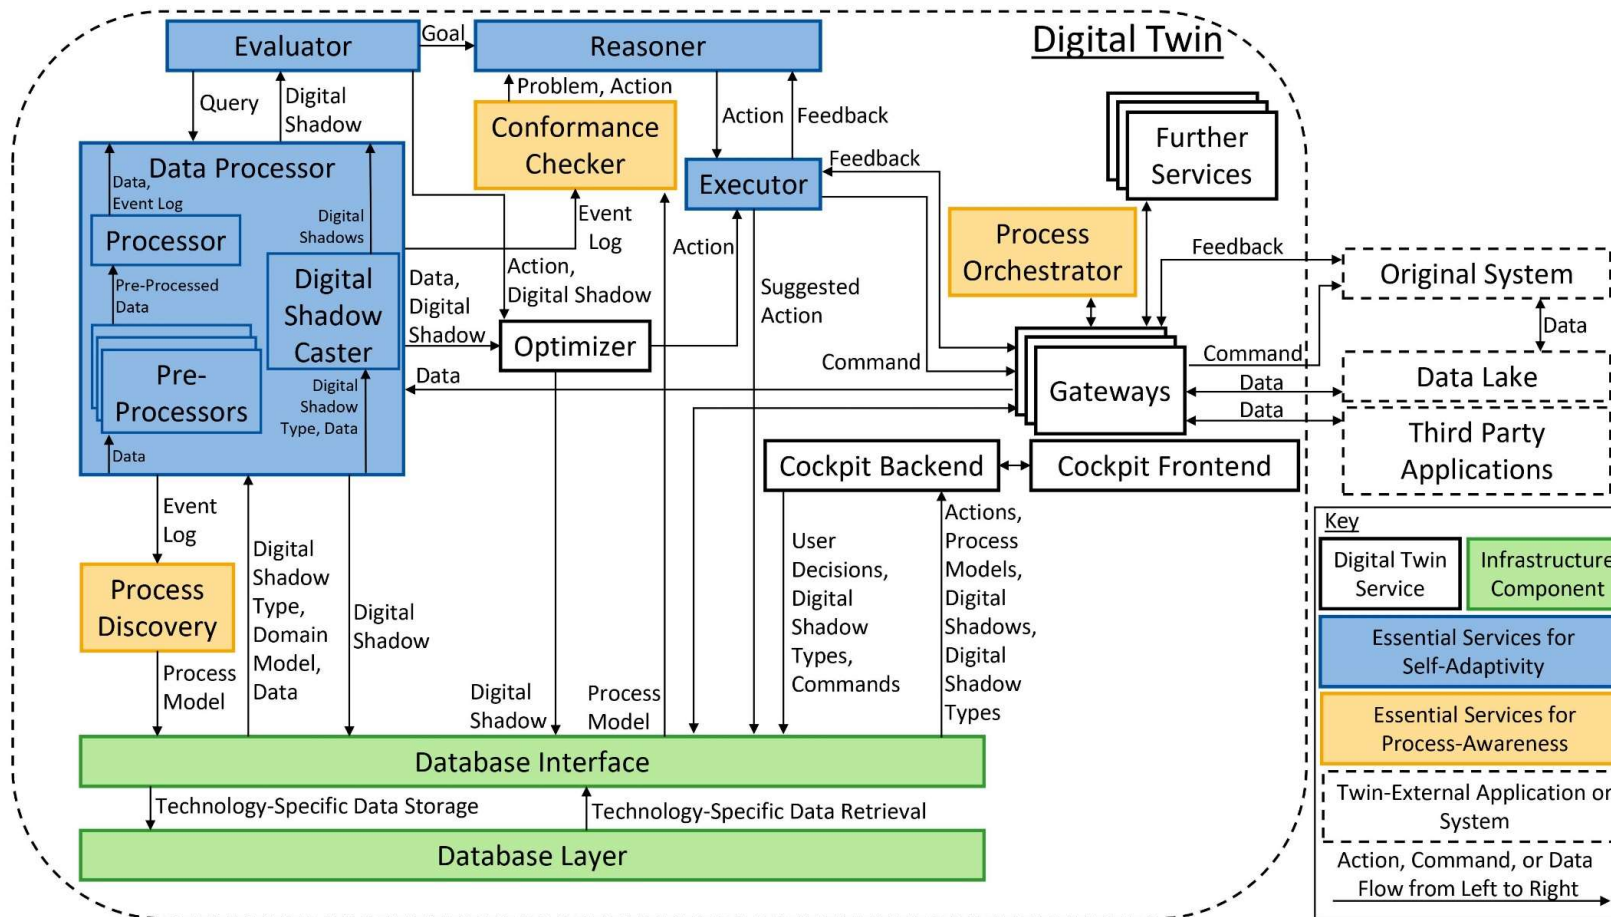 Digital Twin
Evaluator
Goal
Reasoner
Query
Digital
Shadow
Problem, Action
Conformance
Checker
Action
Feedback
Further
Services
Data Processor
Data,
Event Log
Processor
Pre-Processed
Data
Pre-
Processors
Data
Digital
Shadows
Digital
Shadow
Caster
Digital
Shadow
Type, Data
Event
Log
Executor
Feedback
Process
Orchestrator
Feedback
Original System
Action
Action,
Digital Shadow
Data,
Digital
Shadow
Optimizer
Suggested
Action
Command
Data
Gateways
Command
Data
Data
Data
Data Lake
Third Party
Applications
Cockpit Backend
Cockpit Frontend
Event
Log
Process
Discovery
Process
Model
Digital
Shadow
Type,
Domain
Model,
Data
Digital
Shadow
Digital
Shadow
Process
Model
User
Decisions,
Digital
Shadow
Types,
Commands
Actions,
Process
Models,
Digital
Shadows,
Digital
Shadow
Types
Database Interface
Technology-Specific Data Storage
Technology-Specific Data Retrieval
Database Layer
Key
Digital Twin
Service
Infrastructure
Component
Essential Services for
Self-Adaptivity
Essential Services for
Process-Awareness
Twin-External Application or
System
Action, Command, or Data
Flow from Left to Right